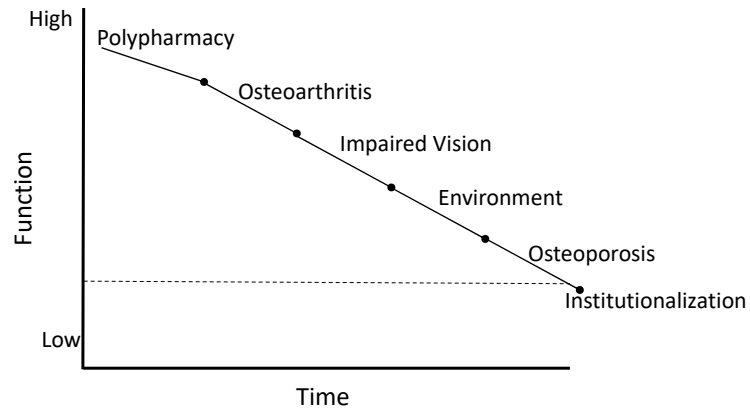 High
Polypharmacy
Osteoarthritis
Impaired Vision
Environment
Osteoporosis
Institutionalization
Function
Low
Time